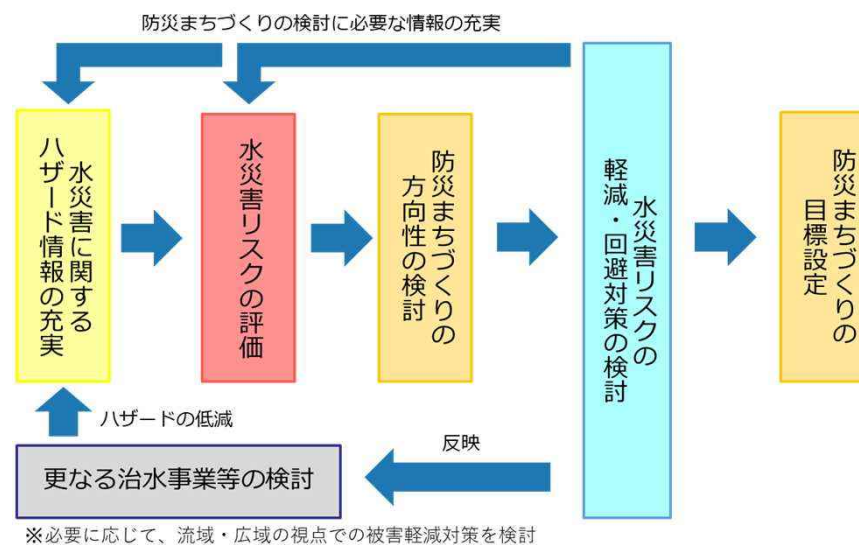 防災まちづくりの検討に必要な情報の充実
水災害に関する
ハザード情報の充実
水災害リスクの評価
防災まちづくりの
方向性の検討
水災害リスクの
軽減・回避対策の検討
防災まちづくりの
目標設定
ハザードの低減
反映
更なる治水事業等の検討
※必要に応じて、流域・広域の視点での被害軽減対策を検討